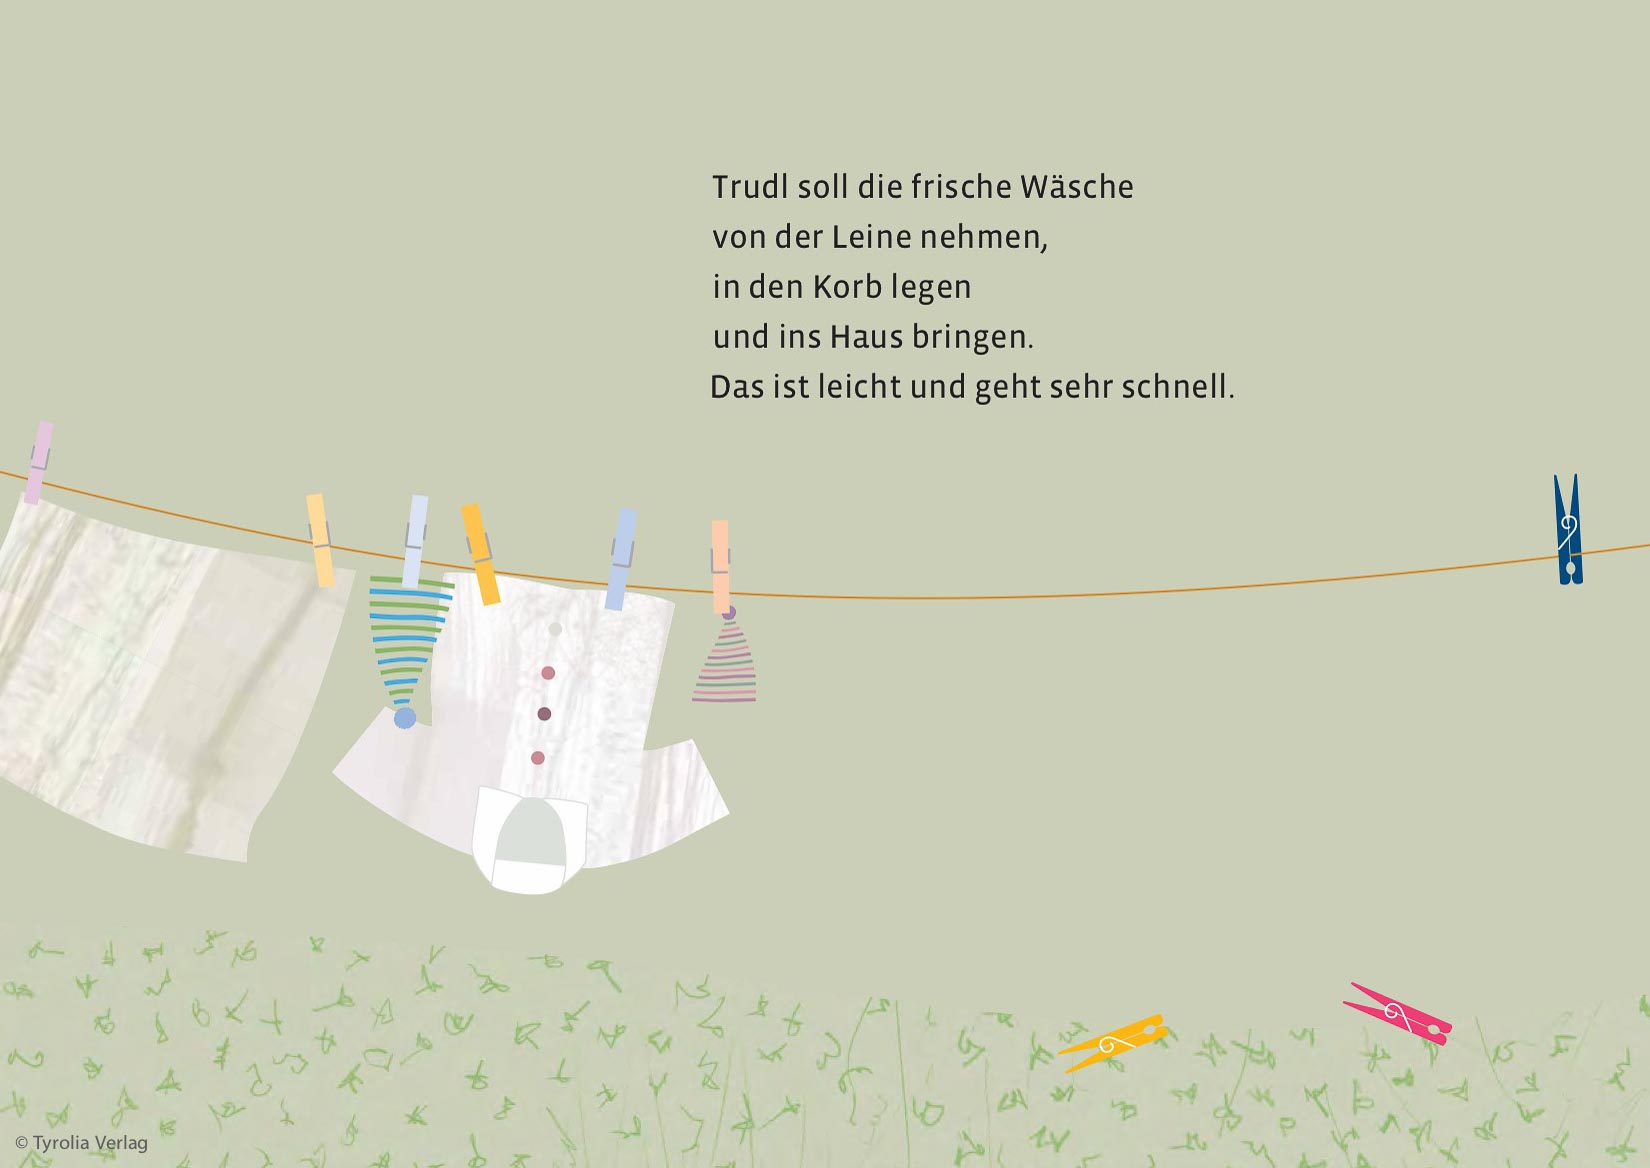 Trudl soll die frische Wäsche
von der Leine nehmen,
in den Korb legen
und ins Haus bringen.
Das ist leicht und geht sehr schnell.
© Tyrolia Verlag